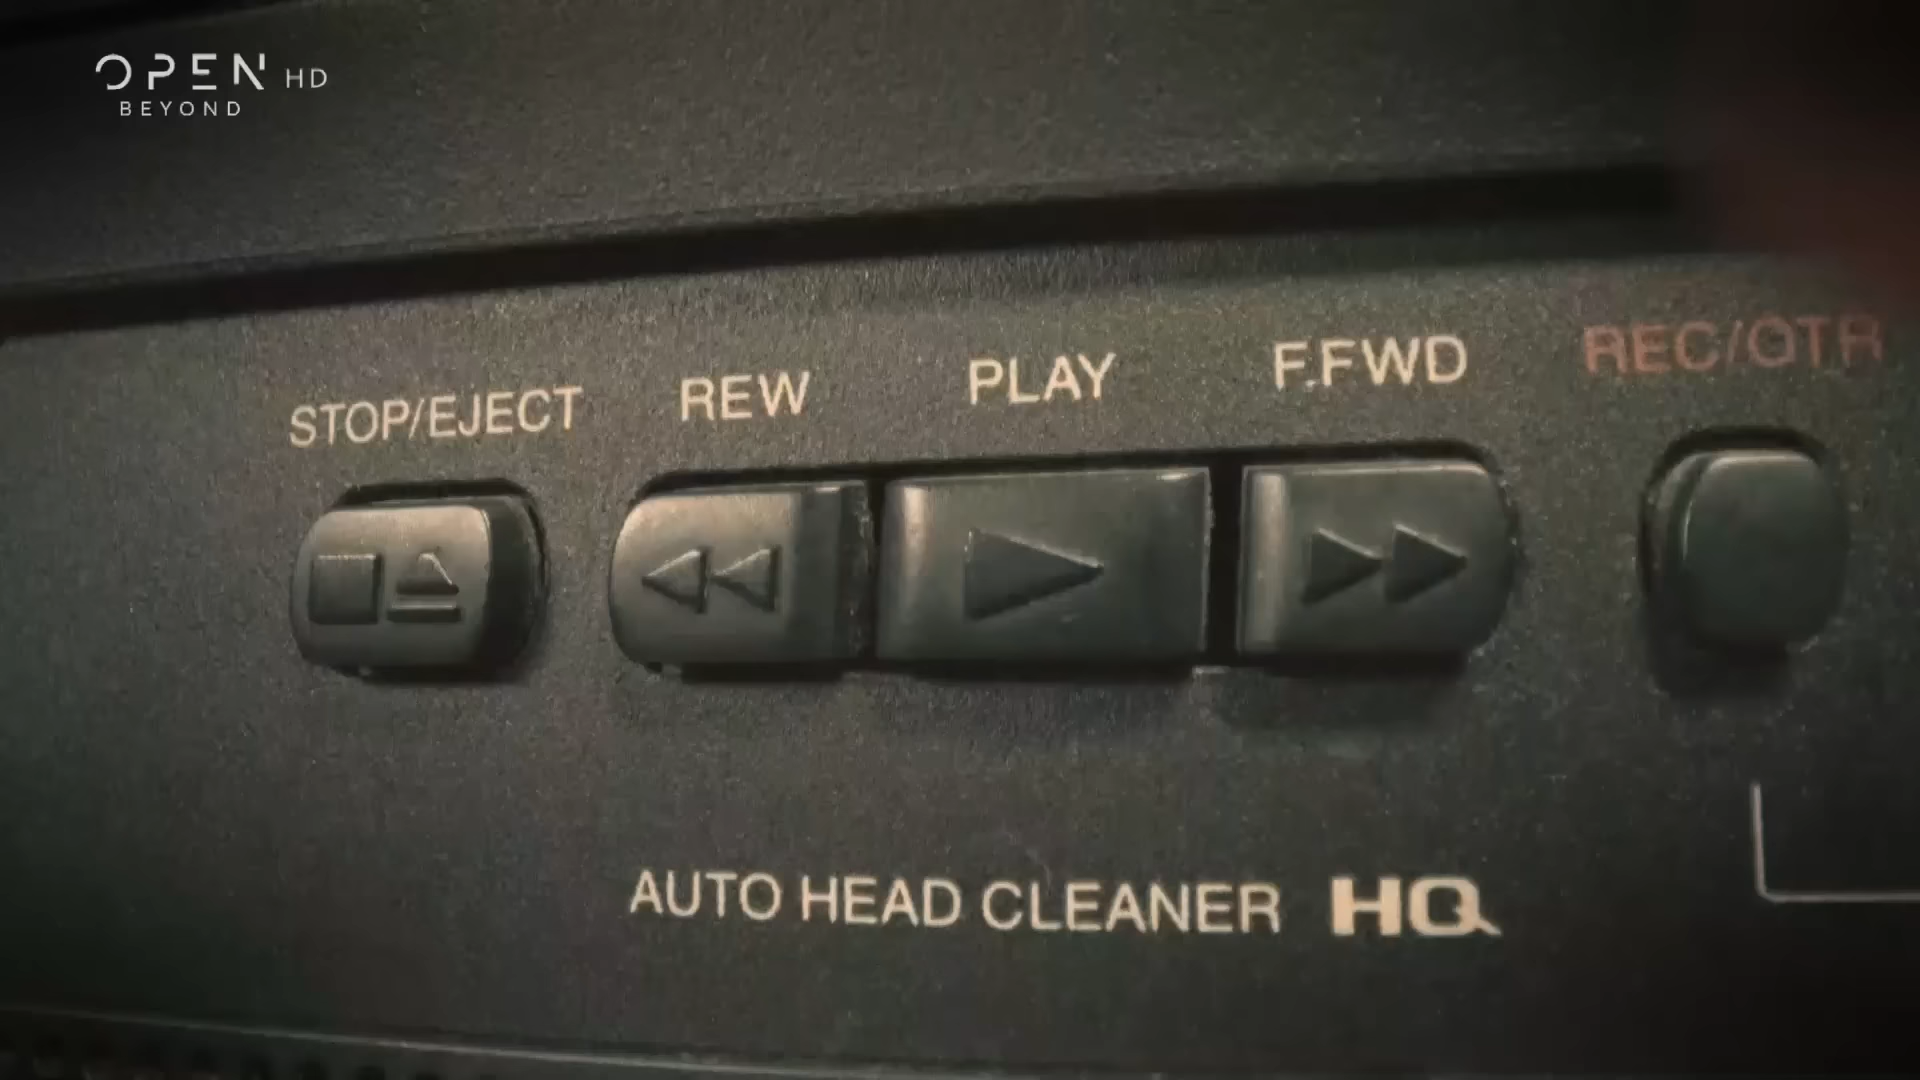 OPEN HD
BEYOND
STOP/EJECT REW PLAY F.FWD REC/OTR
AUTO HEAD CLEANER HQ